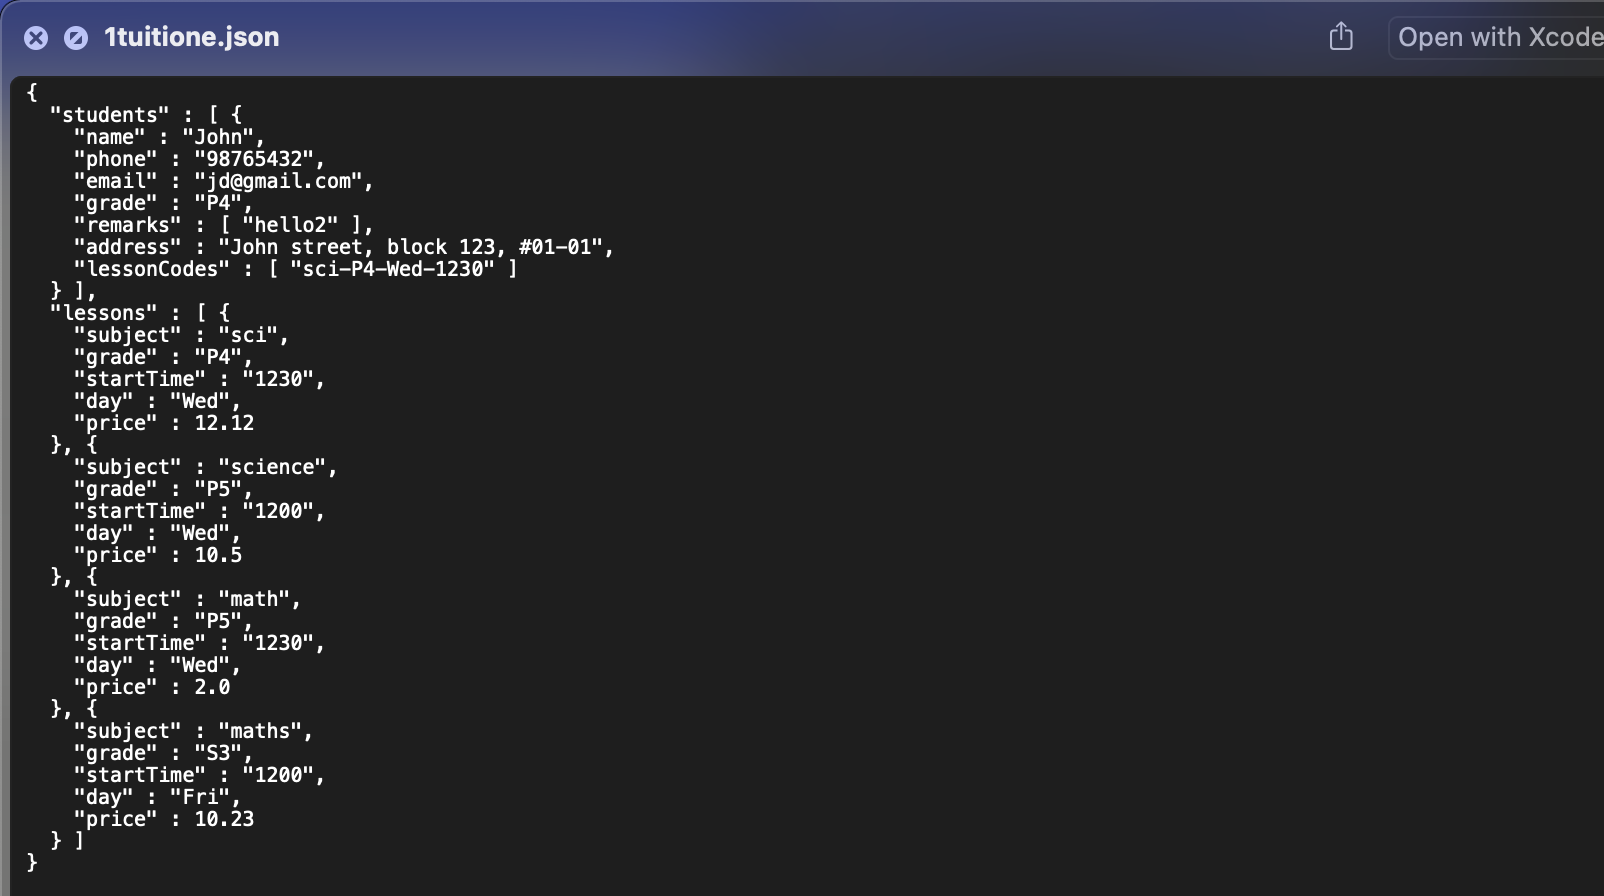 1tuitione.json
Open with Xcode
{
  "students" : [ {
    "name" : "John",
    "phone" : "98765432",
    "email" : "jd@gmail.com",
    "grade" : "P4",
    "remarks" : [ "hello2" ],
    "address" : "John street, block 123, #01-01",
    "lessonCodes" : [ "sci-P4-Wed-1230" ]
  } ],
  "lessons" : [ {
    "subject" : "sci",
    "grade" : "P4",
    "startTime" : "1230",
    "day" : "Wed",
    "price" : 12.12
  }, {
    "subject" : "science",
    "grade" : "P5",
    "startTime" : "1200",
    "day" : "Wed",
    "price" : 10.5
  }, {
    "subject" : "math",
    "grade" : "P5",
    "startTime" : "1230",
    "day" : "Wed",
    "price" : 2.0
  }, {
    "subject" : "maths",
    "grade" : "S3",
    "startTime" : "1200",
    "day" : "Fri",
    "price" : 10.23
  } ]
}